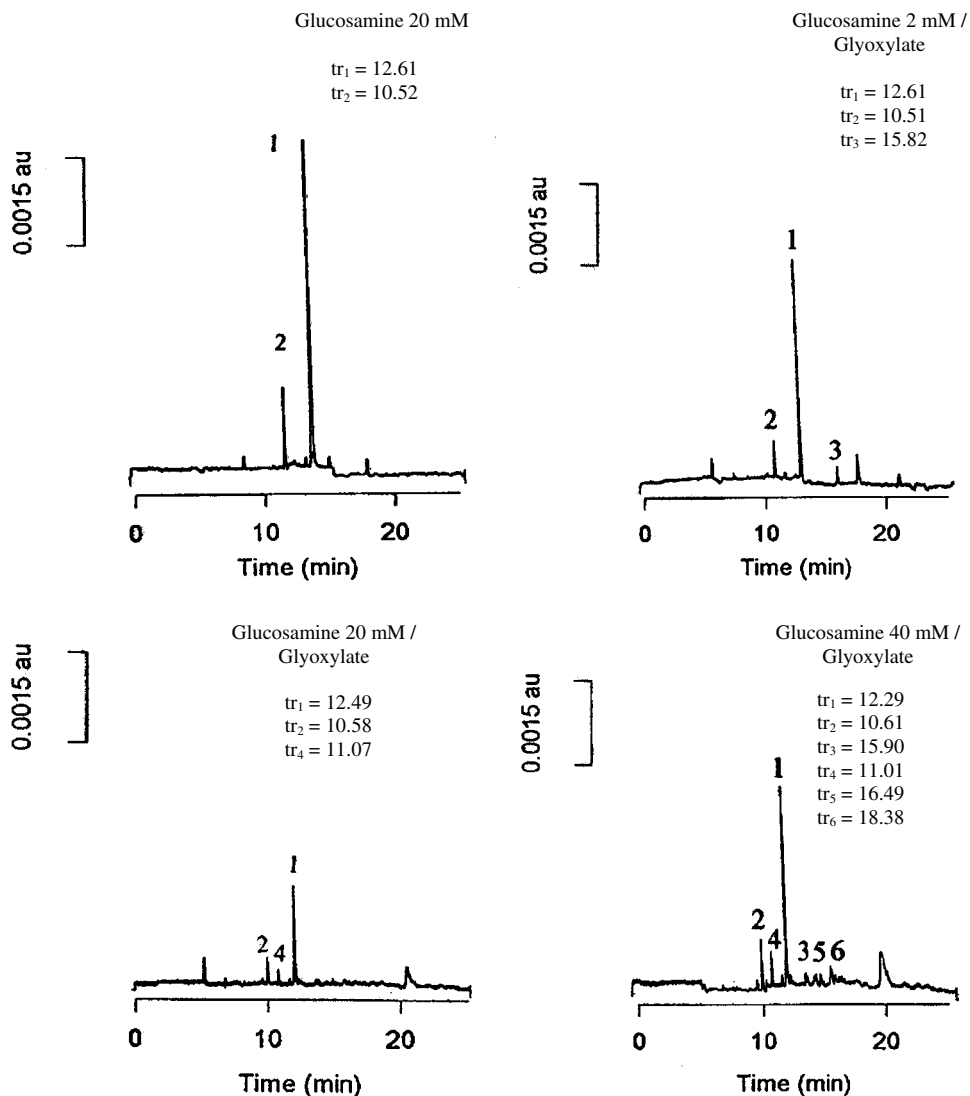 Glucosamine 20 mM
tr₁ = 12.61
tr₂ = 10.52
0.0015 au
1
2
0 10 20
Time (min)
Glucosamine 2 mM /
Glyoxylate
tr₁ = 12.61
tr₂ = 10.51
tr₃ = 15.82
0.0015 au
1
2
3
0 10 20
Time (min)
Glucosamine 20 mM /
Glyoxylate
tr₁ = 12.49
tr₂ = 10.58
tr₄ = 11.07
0.0015 au
1
2 4
0 10 20
Time (min)
Glucosamine 40 mM /
Glyoxylate
tr₁ = 12.29
tr₂ = 10.61
tr₃ = 15.90
tr₄ = 11.01
tr₅ = 16.49
tr₆ = 18.38
0.0015 au
1
2 4 3 5 6
0 10 20
Time (min)